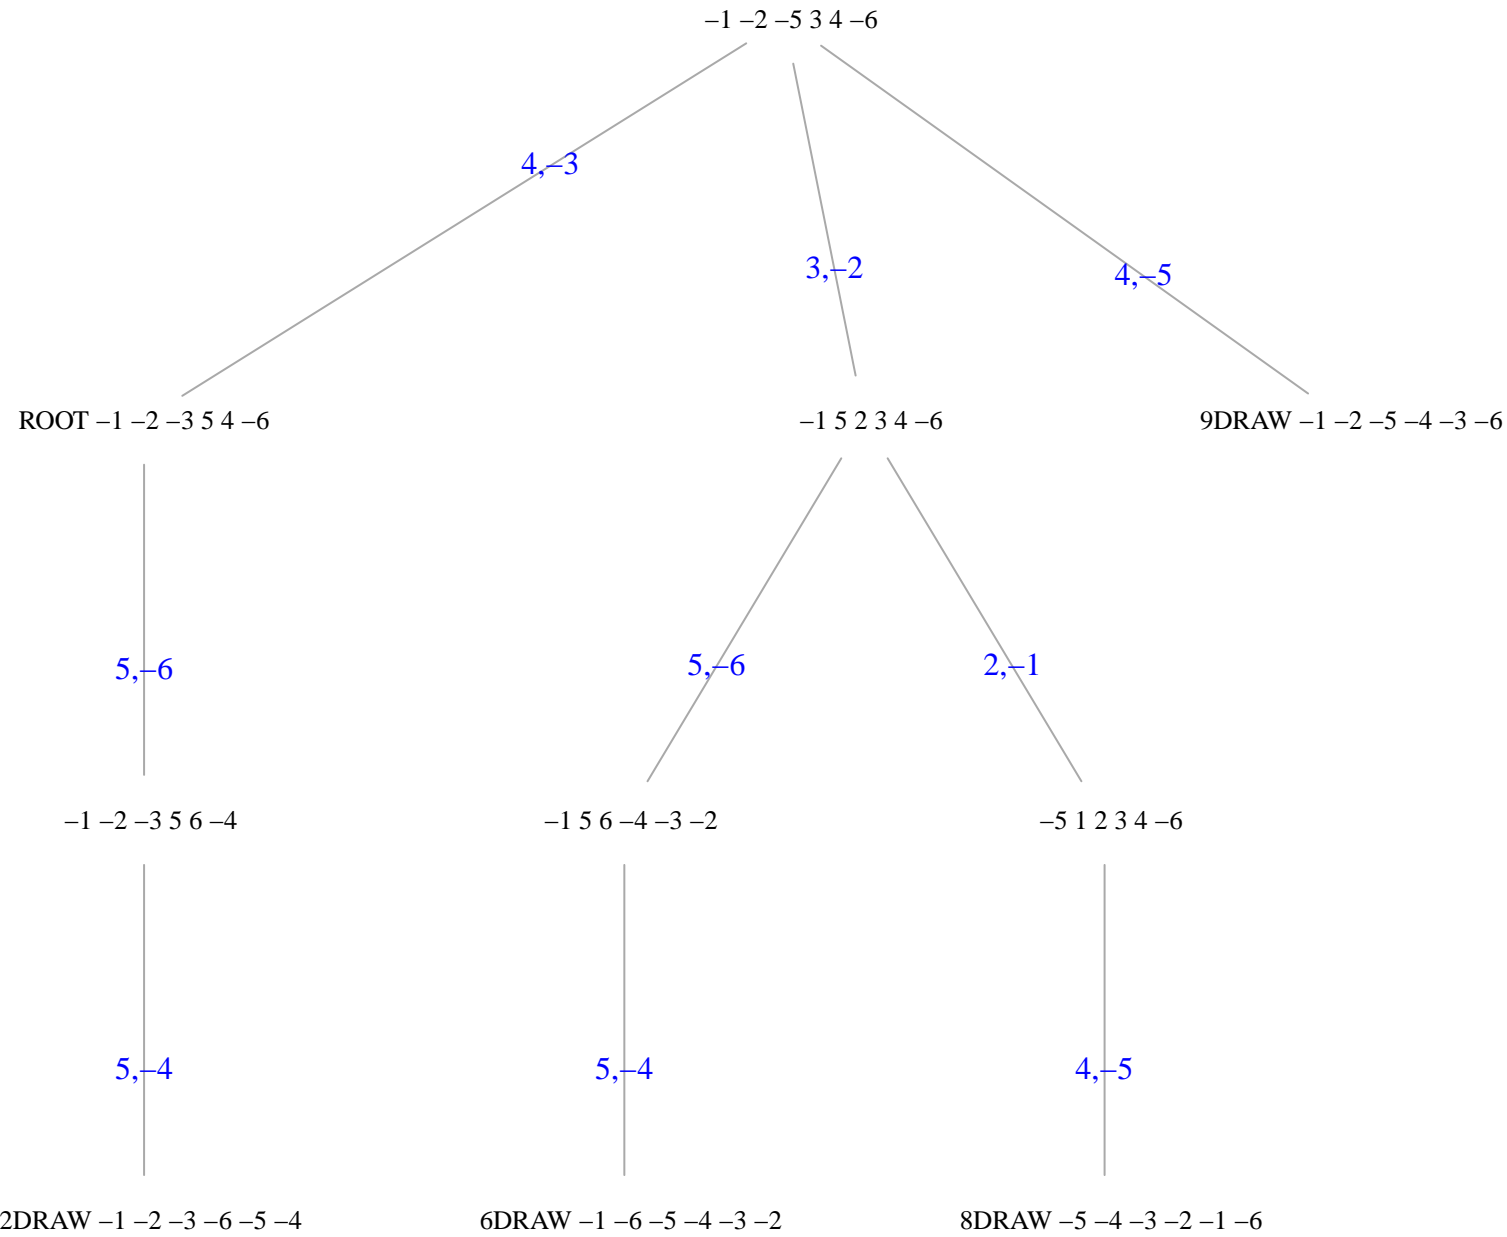 –1 –2 –5 3 4 –6
4,–3
3,–2
4,–5
ROOT –1 –2 –3 5 4 –6
–1 5 2 3 4 –6
9DRAW –1 –2 –5 –4 –3 –6
5,–6
5,–6
2,–1
–1 –2 –3 5 6 –4
–1 5 6 –4 –3 –2
–5 1 2 3 4 –6
5,–4
5,–4
4,–5
2DRAW –1 –2 –3 –6 –5 –4
6DRAW –1 –6 –5 –4 –3 –2
8DRAW –5 –4 –3 –2 –1 –6